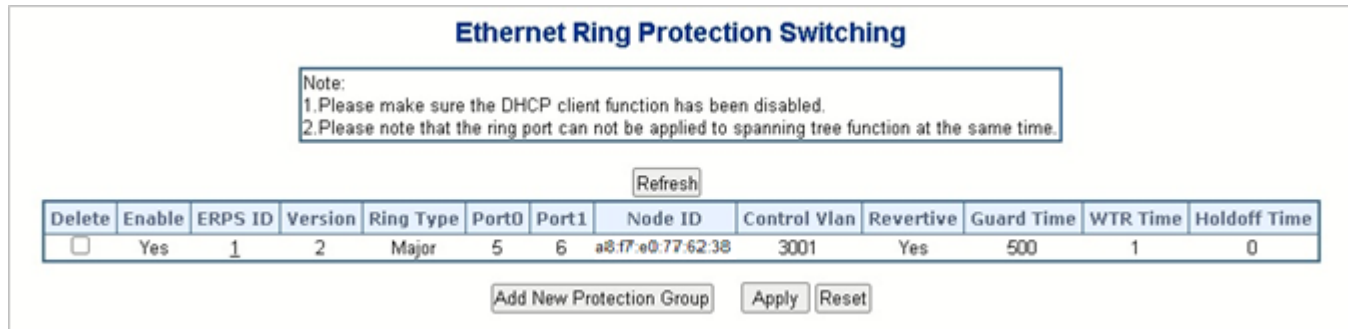 Ethernet Ring Protection Switching
Note:
1.Please make sure the DHCP client function has been disabled.
2.Please note that the ring port can not be applied to spanning tree function at the same time.
Refresh
Delete Enable ERPS ID Version Ring Type Port0 Port1 Node ID Control Vlan Revertive Guard Time WTR Time Holdoff Time
Yes 1 2 Major 5 6 a8:f7:e0:77:62:38 3001 Yes 500 1 0
Add New Protection Group Apply Reset